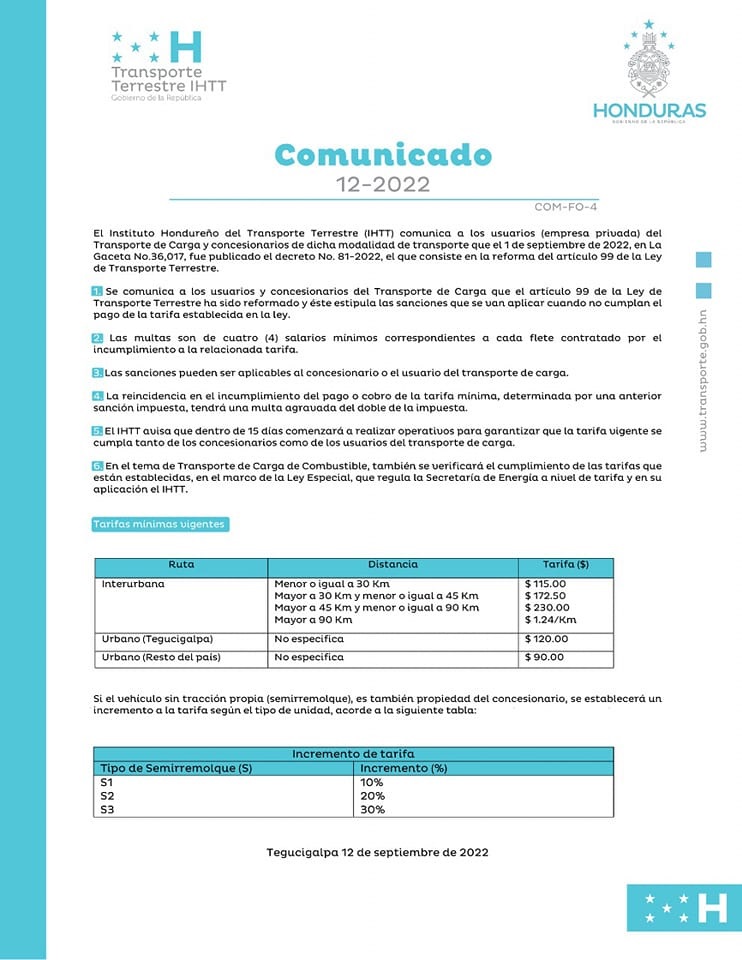 H
Transporte
Terrestre IHTT
Gobierno de la República
HONDURAS
GOBIERNO DE LA REPÚBLICA
Comunicado
12-2022
COM-FO-4
El Instituto Hondureño del Transporte Terrestre (IHTT) comunica a los usuarios (empresa privada) del
Transporte de Carga y concesionarios de dicha modalidad de transporte que el 1 de septiembre de 2022, en La
Gaceta No.36,017, fue publicado el decreto No. 81-2022, el que consiste en la reforma del artículo 99 de la Ley
de Transporte Terrestre.
1. Se comunica a los usuarios y concesionarios del Transporte de Carga que el artículo 99 de la Ley de
Transporte Terrestre ha sido reformado y éste estipula las sanciones que se van aplicar cuando no cumplan el
pago de la tarifa establecida en la ley.
2. Las multas son de cuatro (4) salarios mínimos correspondientes a cada flete contratado por el
incumplimiento a la relacionada tarifa.
3. Las sanciones pueden ser aplicables al concesionario o el usuario del transporte de carga.
4. La reincidencia en el incumplimiento del pago o cobro de la tarifa mínima, determinada por una anterior
sanción impuesta, tendrá una multa agravada del doble de la impuesta.
5. El IHTT avisa que dentro de 15 días comenzará a realizar operativos para garantizar que la tarifa vigente se
cumpla tanto de los concesionarios como de los usuarios del transporte de carga.
6. En el tema de Transporte de Carga de Combustible, también se verificará el cumplimiento de las tarifas que
están establecidas, en el marco de la Ley Especial, que regula la Secretaría de Energía a nivel de tarifa y en su
aplicación el IHTT.
www.transporte.gob.hn
Tarifas mínimas vigentes
Ruta Distancia Tarifa ($)
Interurbana Menor o igual a 30 Km $ 115.00
Mayor a 30 Km y menor o igual a 45 Km $ 172.50
Mayor a 45 Km y menor o igual a 90 Km $ 230.00
Mayor a 90 Km $ 1.24/Km
Urbano (Tegucigalpa) No especifica $ 120.00
Urbano (Resto del país) No especifica $ 90.00
Si el vehículo sin tracción propia (semirremolque), es también propiedad del concesionario, se establecerá un
incremento a la tarifa según el tipo de unidad, acorde a la siguiente tabla:
Incremento de tarifa
Tipo de Semirremolque (S) Incremento (%)
S1 10%
S2 20%
S3 30%
Tegucigalpa 12 de septiembre de 2022
H